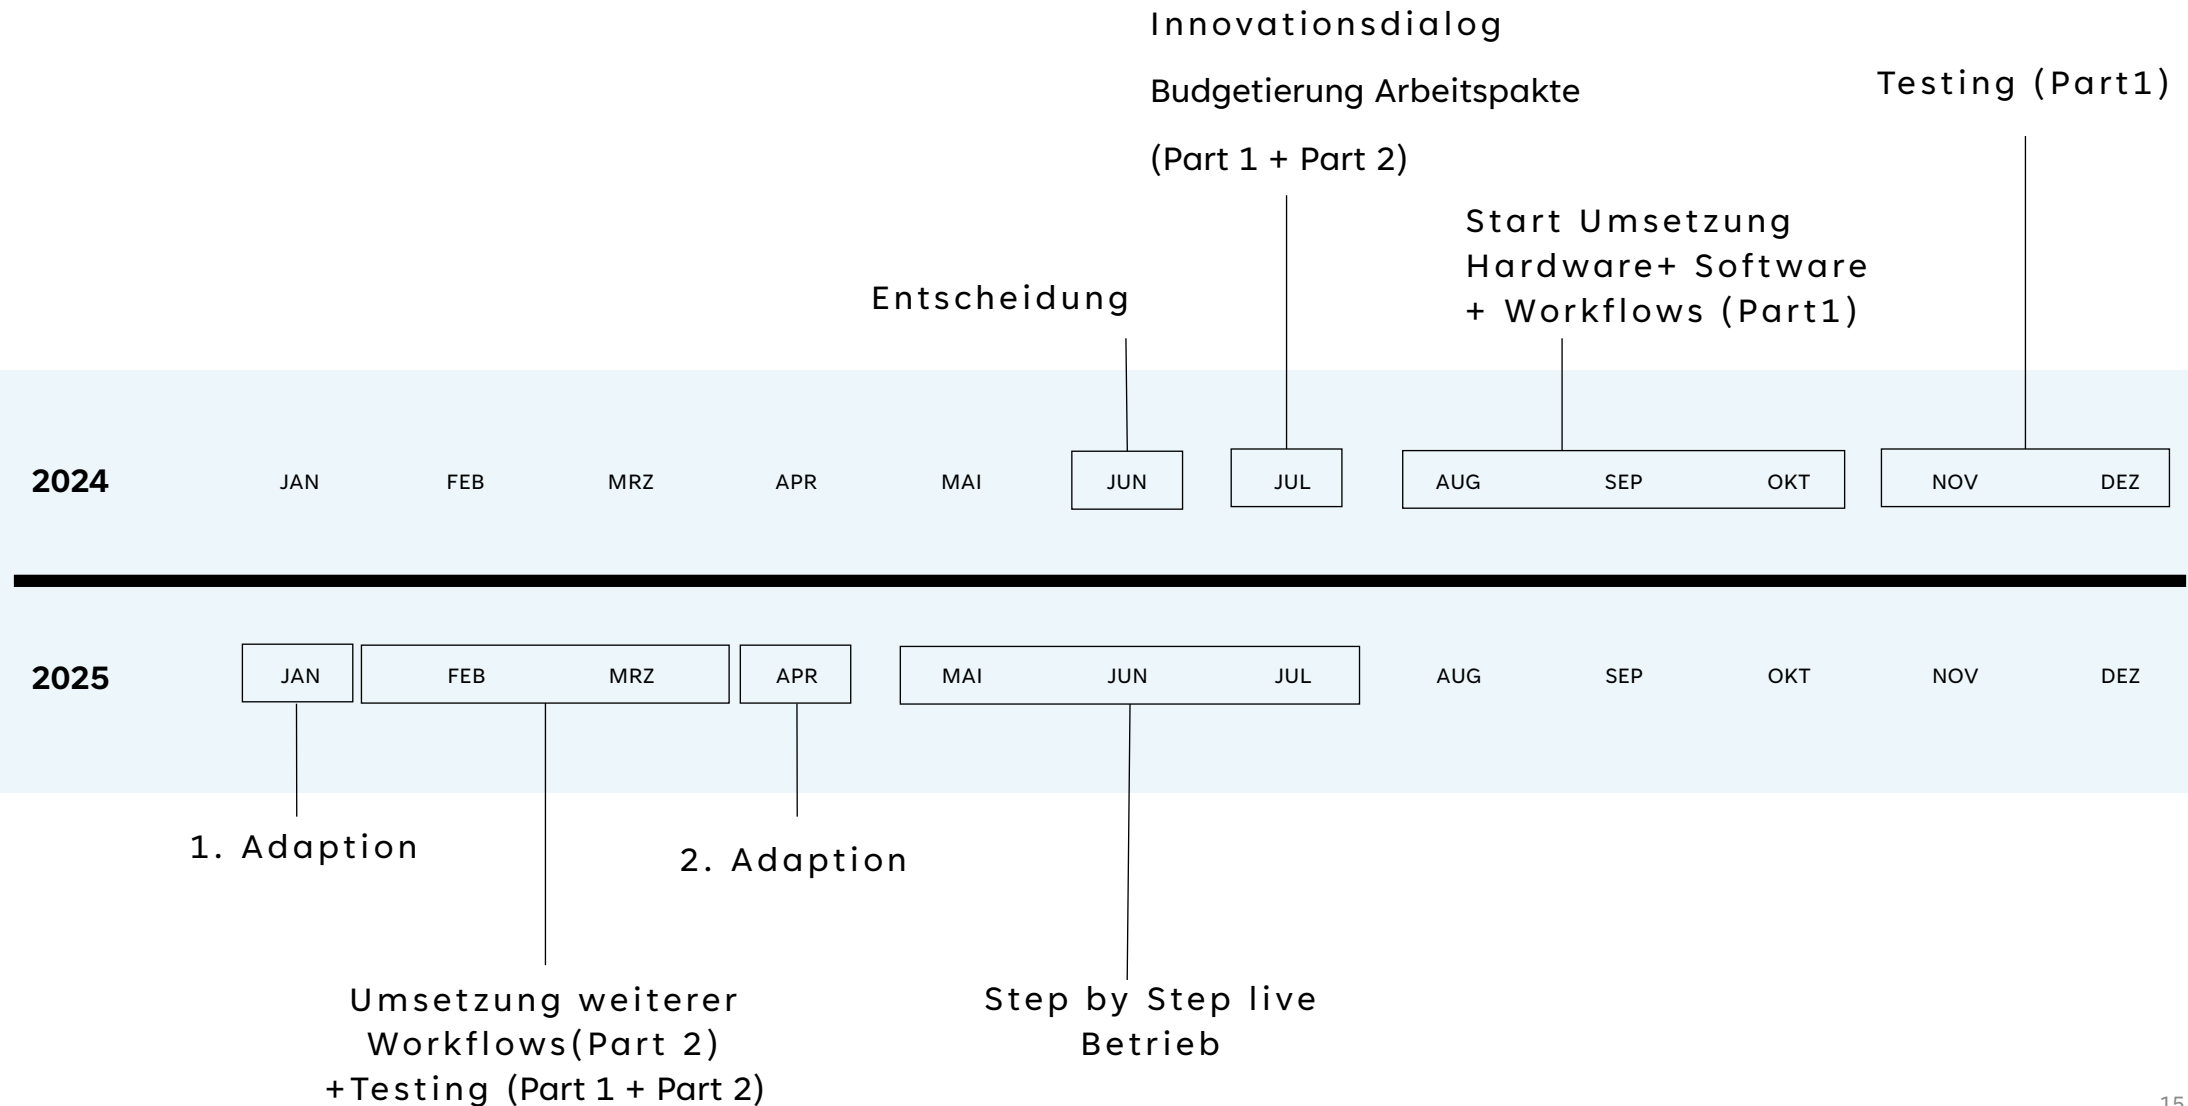 Innovationsdialog
Budgetierung Arbeitspakte
(Part 1 + Part 2)
Testing (Part1)
Start Umsetzung
Hardware+ Software
+ Workflows (Part1)
Entscheidung
2024 JAN FEB MRZ APR MAI JUN JUL AUG SEP OKT NOV DEZ
2025 JAN FEB MRZ APR MAI JUN JUL AUG SEP OKT NOV DEZ
1. Adaption
2. Adaption
Umsetzung weiterer
Workflows(Part 2)
+Testing (Part 1 + Part 2)
Step by Step live
Betrieb
15